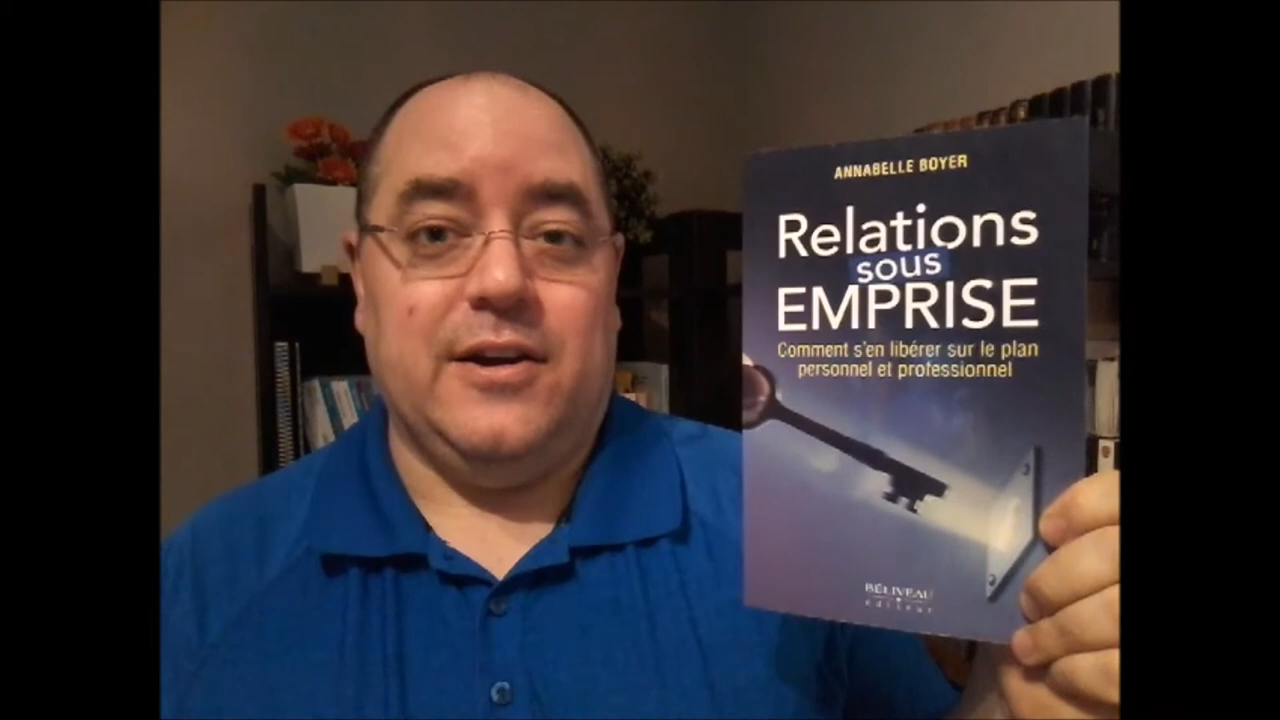 ANNABELLE BOYER
Relations
sous
EMPRISE
Comment s'en libérer sur le plan
personnel et professionnel
BÉLIVEAU
éditeur